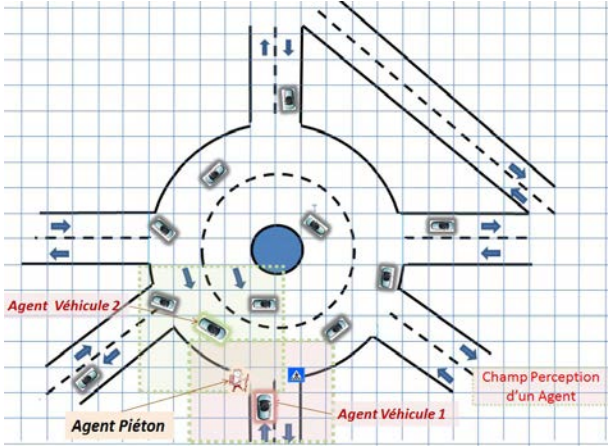 Agent Véhicule 2
Agent Piéton
Agent Véhicule 1
Champ Perception
d'un Agent